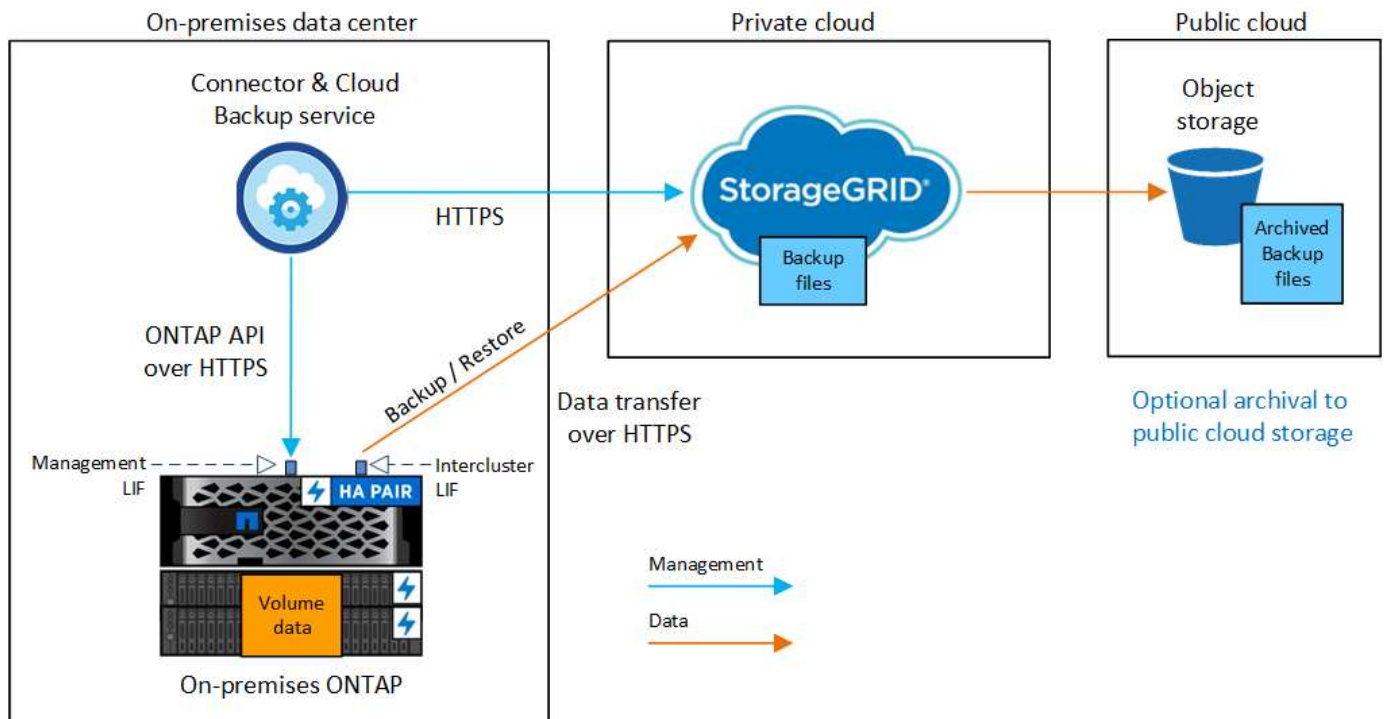 On-premises data center
Private cloud
Public cloud
Connector & Cloud
Backup service
Object
storage
StorageGRID®
HTTPS
Backup
files
Archived
Backup
files
ONTAP API
over HTTPS
Backup / Restore
Data transfer
over HTTPS
Optional archival to
public cloud storage
Management
LIF
Intercluster
LIF
HA PAIR
Volume
data
On-premises ONTAP
Management
Data